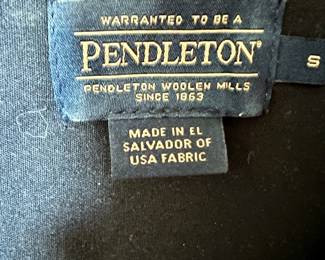 WARRANTED TO BE A
PENDLETON®
PENDLETON WOOLEN MILLS
SINCE 1863
S
MADE IN EL
SALVADOR OF
USA FABRIC